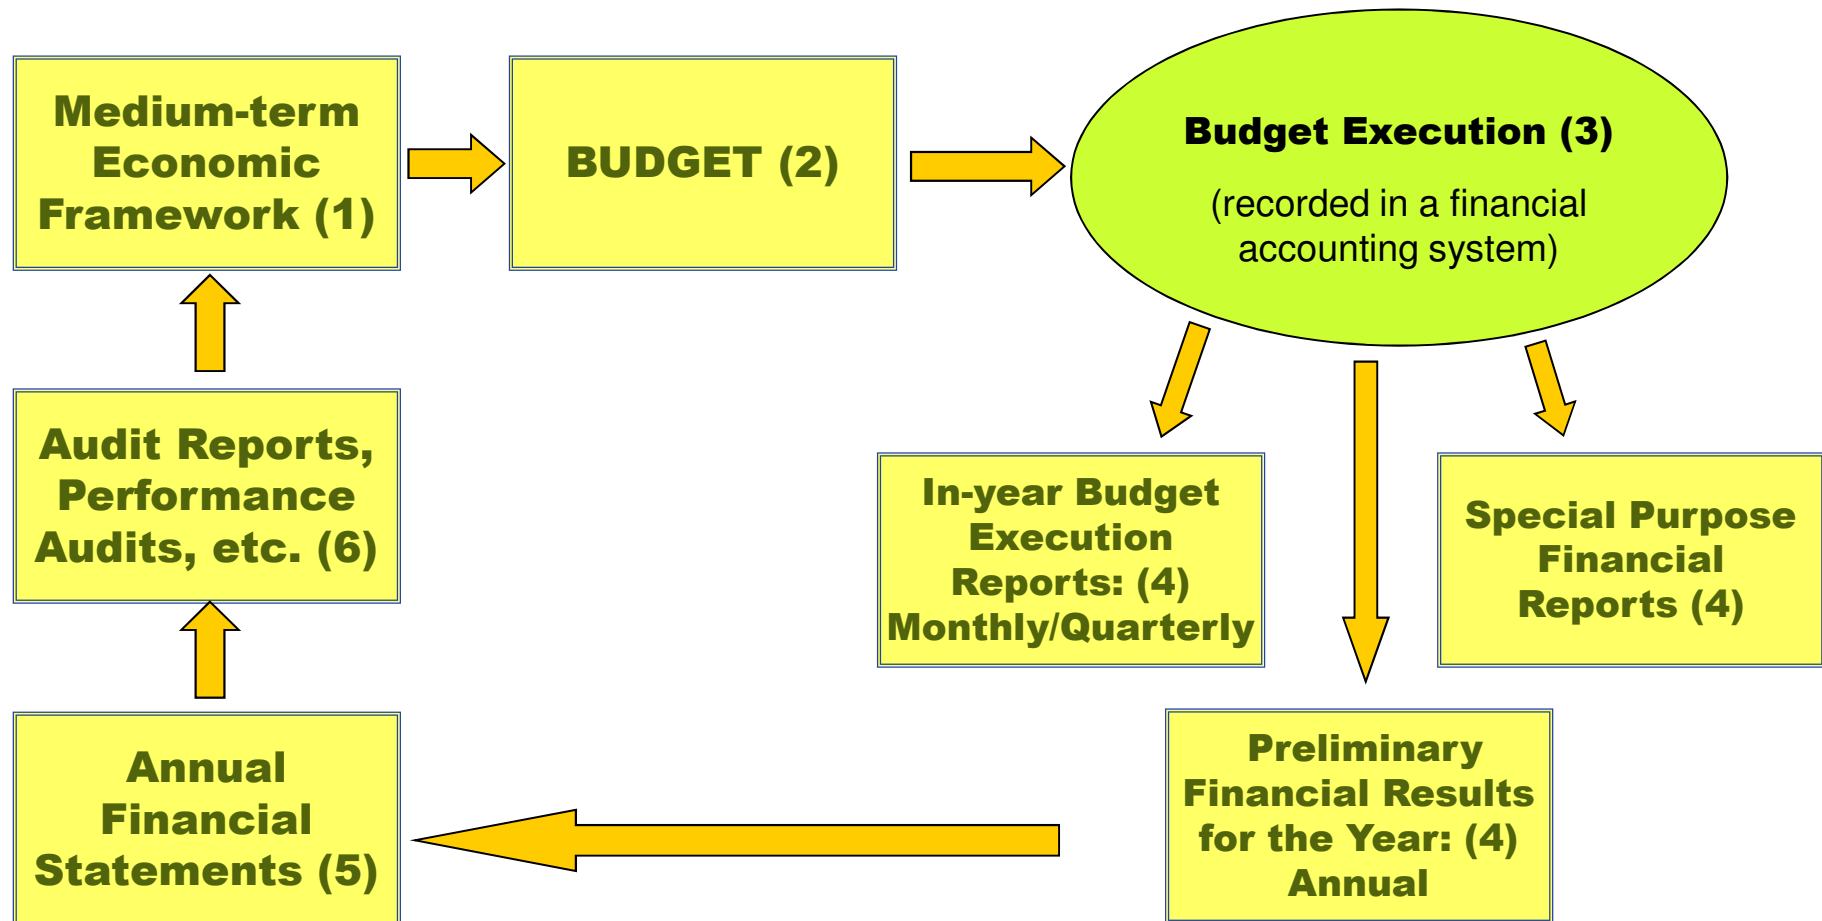 Medium-term
Economic
Framework (1)
BUDGET (2)
Budget Execution (3)
(recorded in a financial
accounting system)
Audit Reports,
Performance
Audits, etc. (6)
In-year Budget
Execution
Reports: (4)
Monthly/Quarterly
Special Purpose
Financial
Reports (4)
Annual
Financial
Statements (5)
Preliminary
Financial Results
for the Year: (4)
Annual